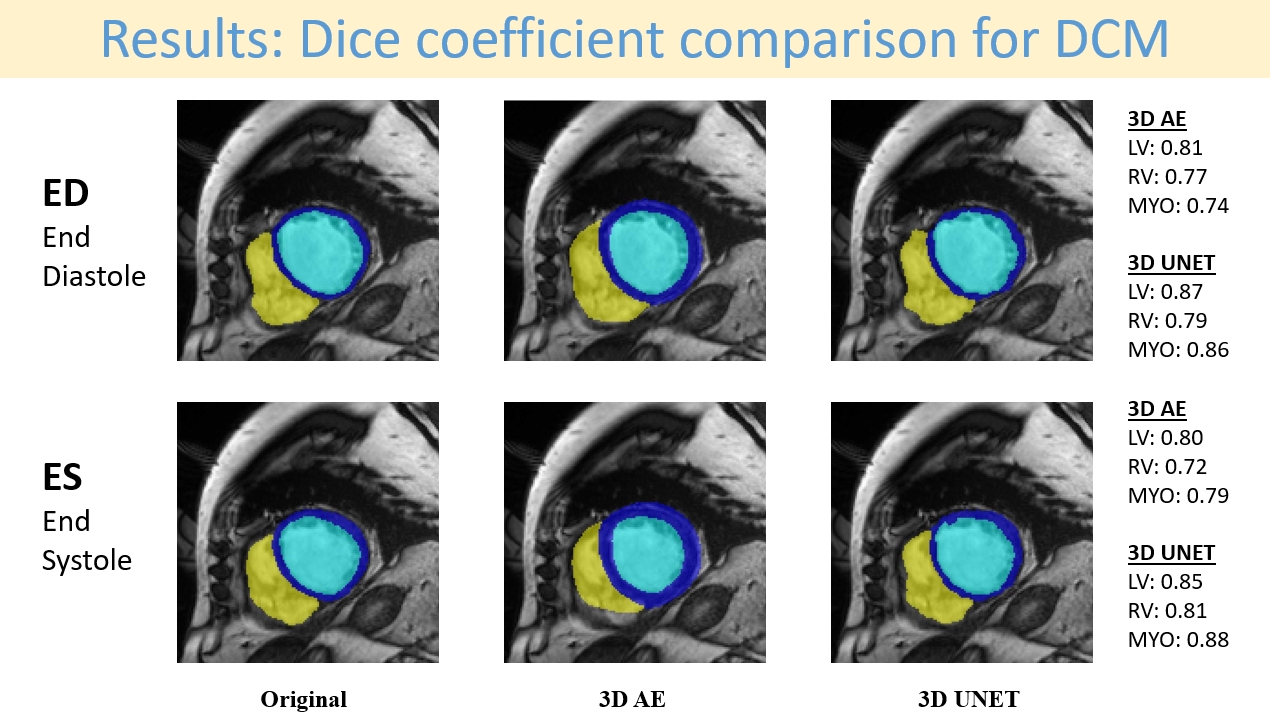 Results: Dice coefficient comparison for DCM
ED
End
Diastole
3D AE
LV: 0.81
RV: 0.77
MYO: 0.74
3D UNET
LV: 0.87
RV: 0.79
MYO: 0.86
ES
End
Systole
3D AE
LV: 0.80
RV: 0.72
MYO: 0.79
3D UNET
LV: 0.85
RV: 0.81
MYO: 0.88
Original
3D AE
3D UNET